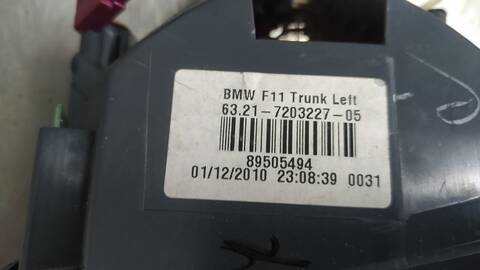 BMW F11 Trunk Left
63.21-7203227-05
89505494
01/12/2010 23:08:39 0031